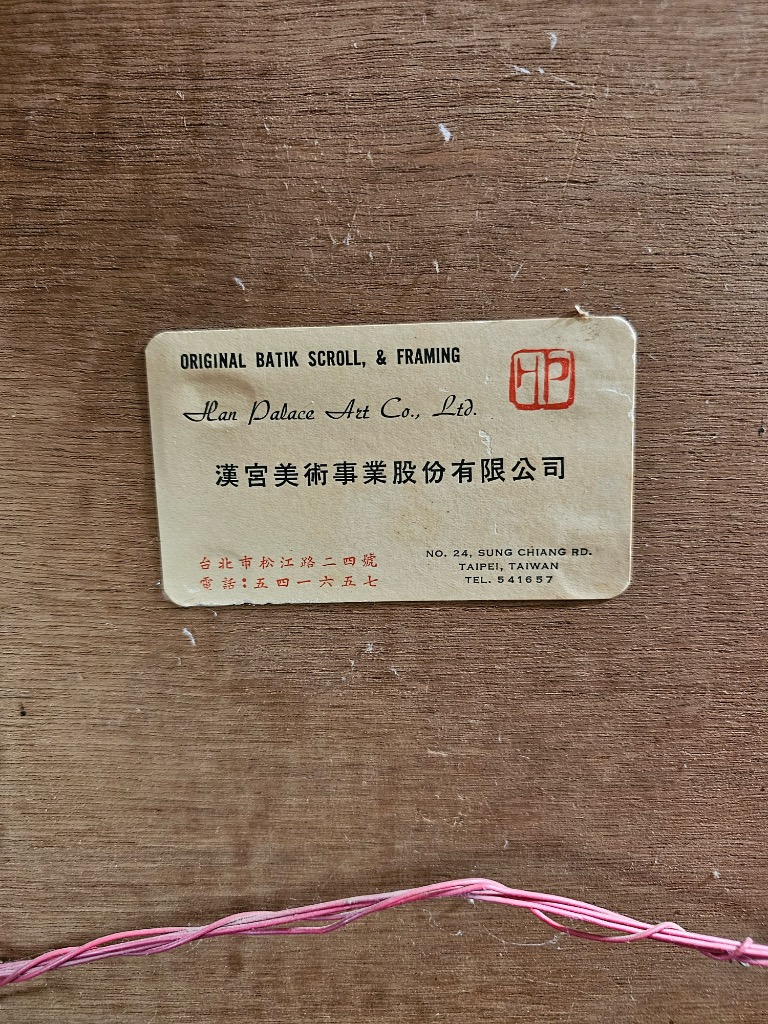 ORIGINAL BATIK SCROLL, & FRAMING
HP
Han Palace Art Co., Ltd.
漢宮美術事業股份有限公司
台北市松江路二四號
電話:五四一六五七
NO. 24, SUNG CHIANG RD.
TAIPEI, TAIWAN
TEL. 541657